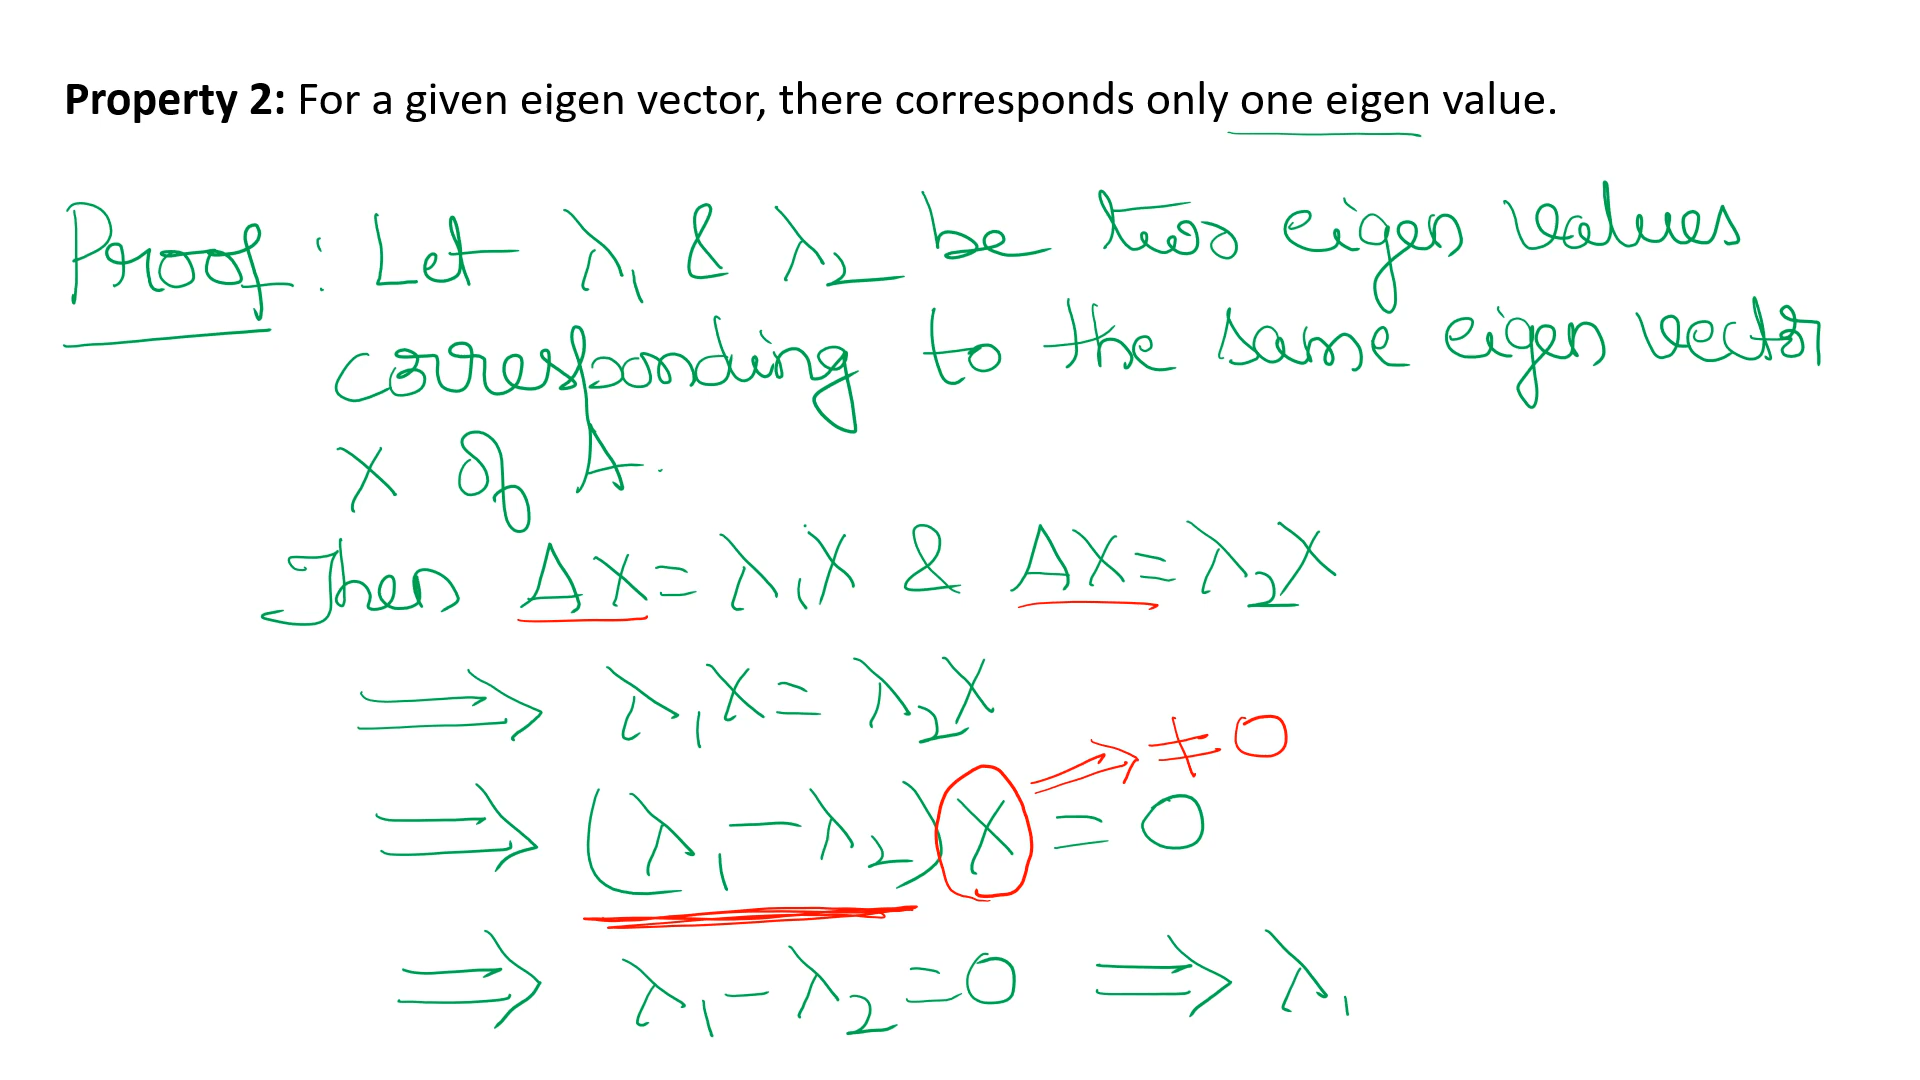 Property 2: For a given eigen vector, there corresponds only one eigen value.
Proof: Let λ₁ & λ₂ be two eigen values
corresponding to the same eigen vector
X of A.
Then AX = λ₁X & AX = λ₂X
⟹ λ₁X = λ₂X
⟹ (λ₁ - λ₂)X = 0 ⟹ ≠ 0
⟹ λ₁ - λ₂ = 0 ⟹ λ₁